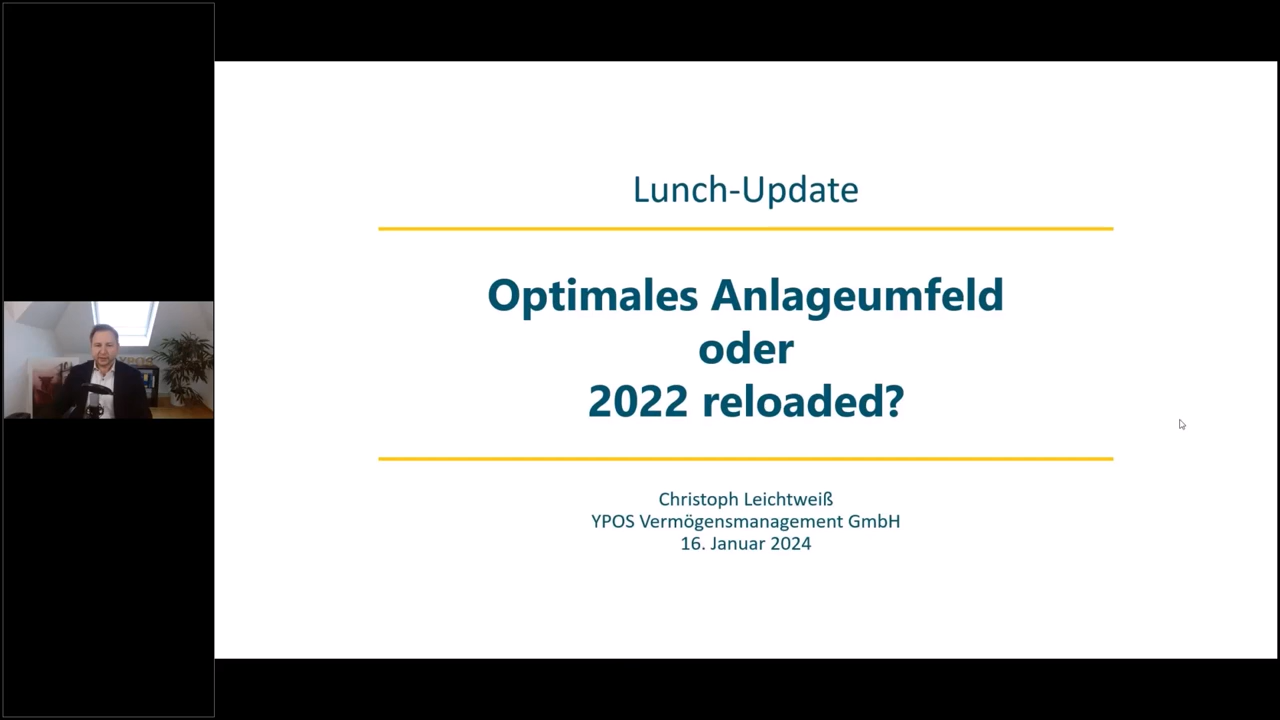 Lunch-Update
Optimales Anlageumfeld
oder
2022 reloaded?
Christoph Leichtweiß
YPOS Vermögensmanagement GmbH
16. Januar 2024